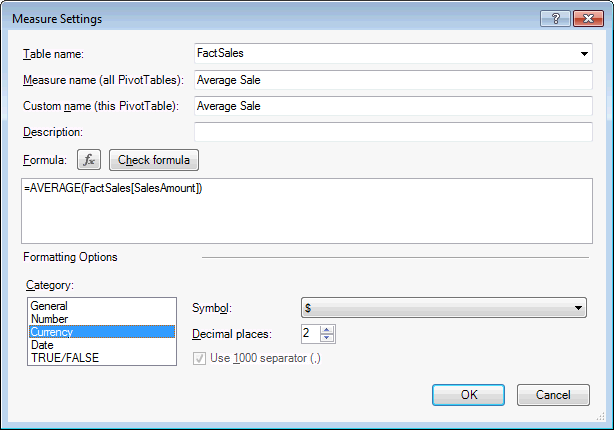 Measure Settings
?
Table name: FactSales
Measure name (all PivotTables): Average Sale
Custom name (this PivotTable): Average Sale
Description:
Formula: fx Check formula
=AVERAGE(FactSales[SalesAmount])
Formatting Options
Category:
General
Number
Currency
Date
TRUE/FALSE
Symbol: $
Decimal places: 2
Use 1000 separator (,)
OK Cancel